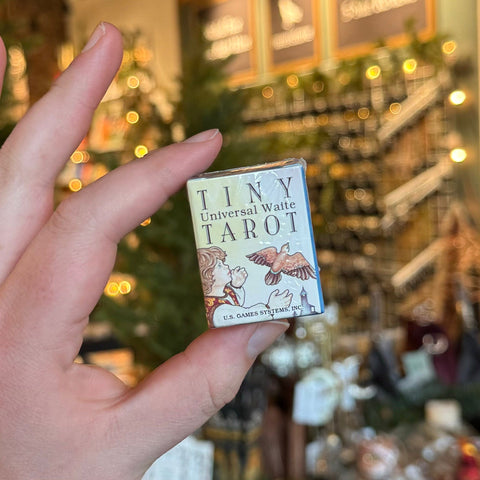 TINY
Universal Waite
TAROT
U.S. GAMES SYSTEMS, INC.